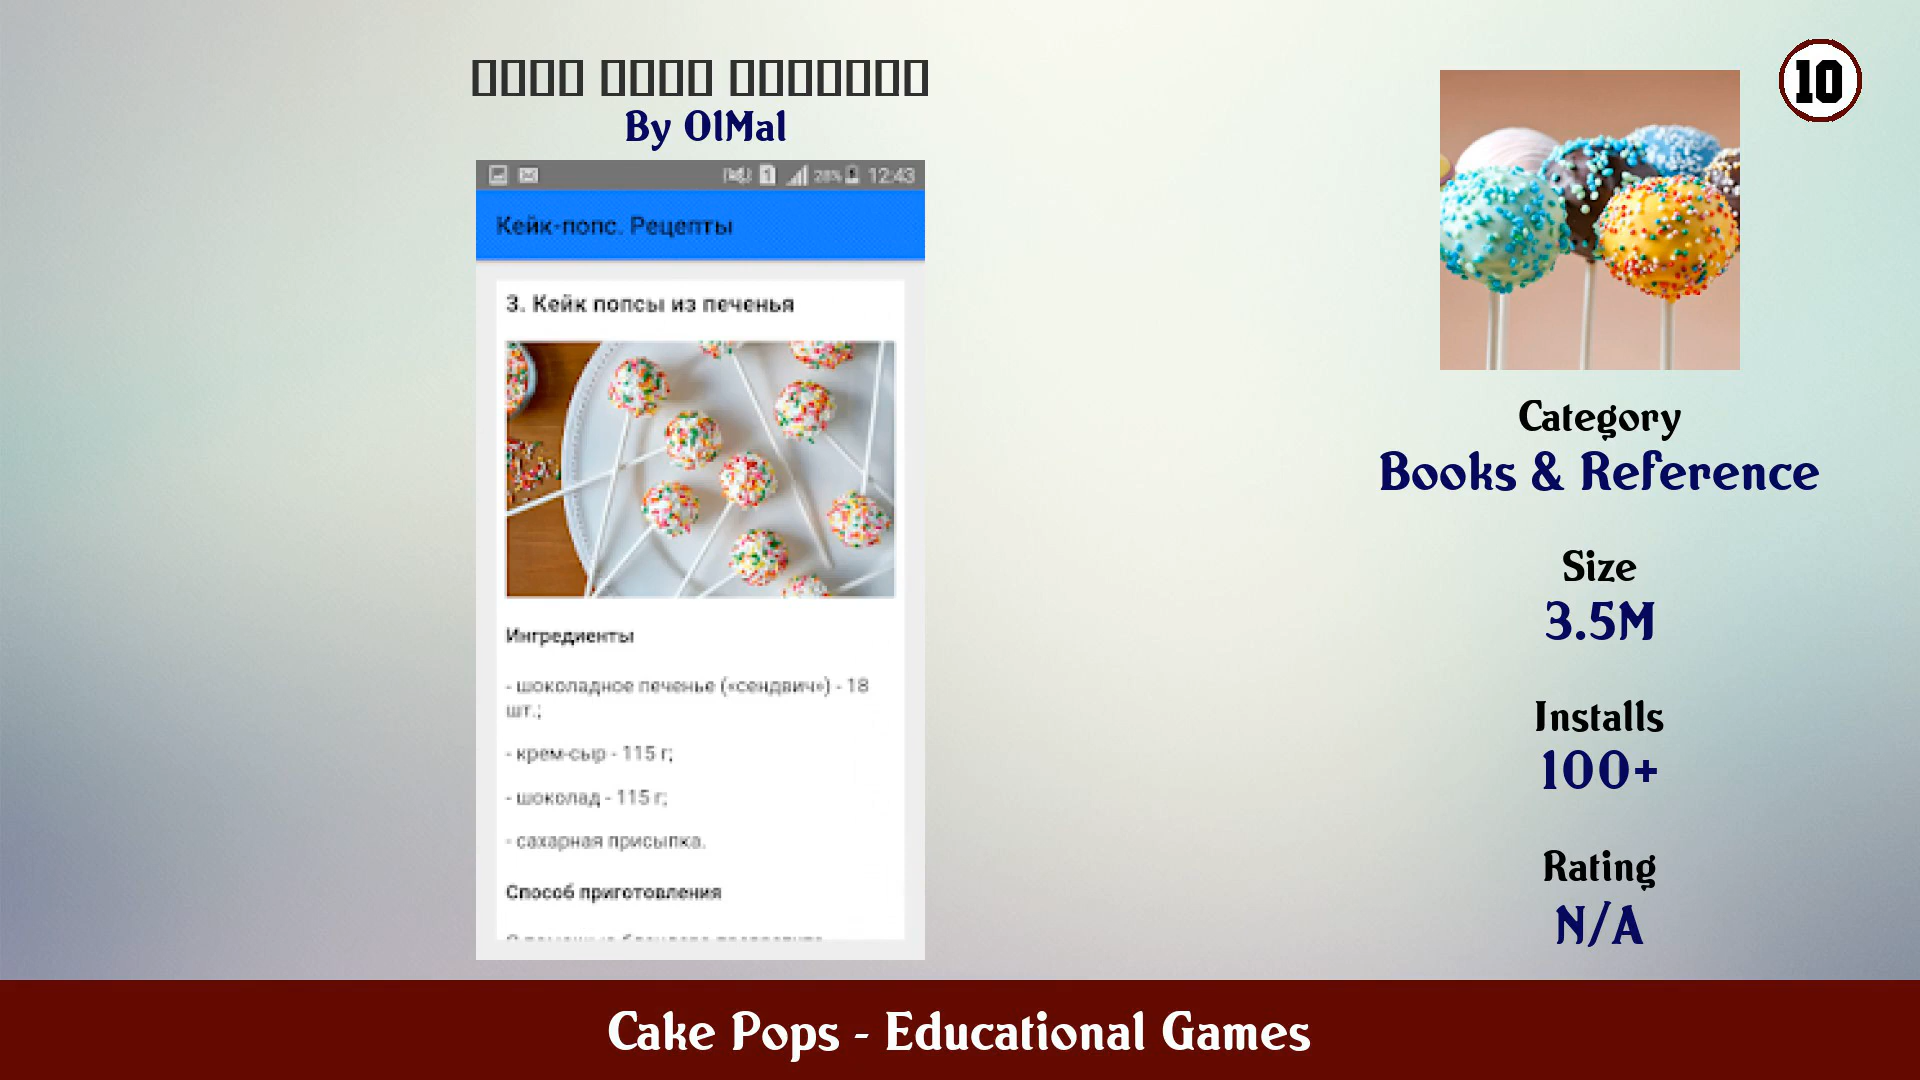 By OlMal
28% 12:43
Кейк-попс. Рецепты
3. Кейк попсы из печенья
Ингредиенты
- шоколадное печенье («сендвич») - 18
шт.;
- крем-сыр - 115 г;
- шоколад - 115 г;
- сахарная присыпка.
Способ приготовления
10
Category
Books & Reference
Size
3.5M
Installs
100+
Rating
N/A
Cake Pops - Educational Games